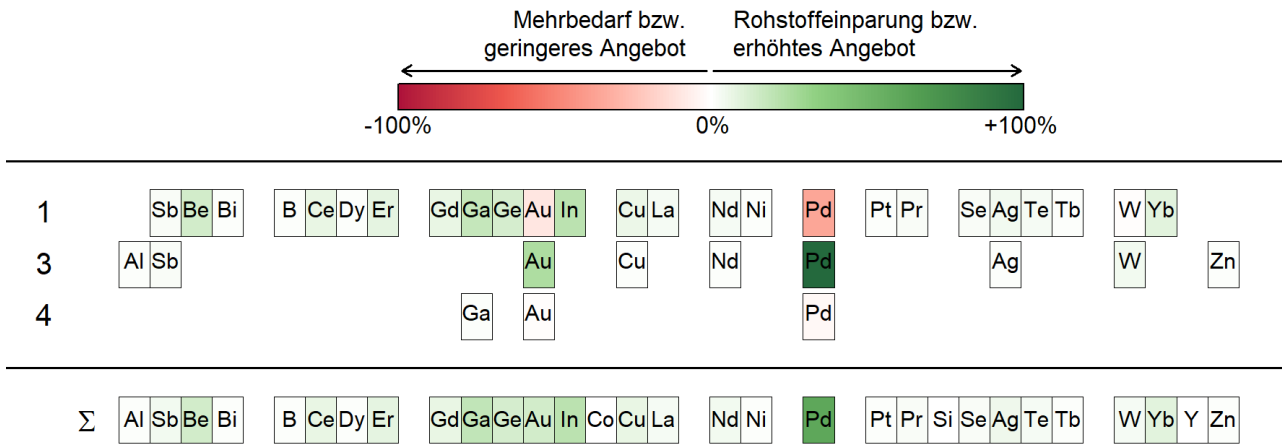 Mehrbedarf bzw. Rohstoffeinparung bzw.
geringeres Angebot erhöhtes Angebot
-100% 0% +100%
1 Sb Be Bi B Ce Dy Er Gd Ga Ge Au In Cu La Nd Ni Pd Pt Pr Se Ag Te Tb W Yb
3 Al Sb Au Cu Nd Pd Ag W Zn
4 Ga Au Pd
Σ Al Sb Be Bi B Ce Dy Er Gd Ga Ge Au In Co Cu La Nd Ni Pd Pt Pr Si Se Ag Te Tb W Yb Y Zn